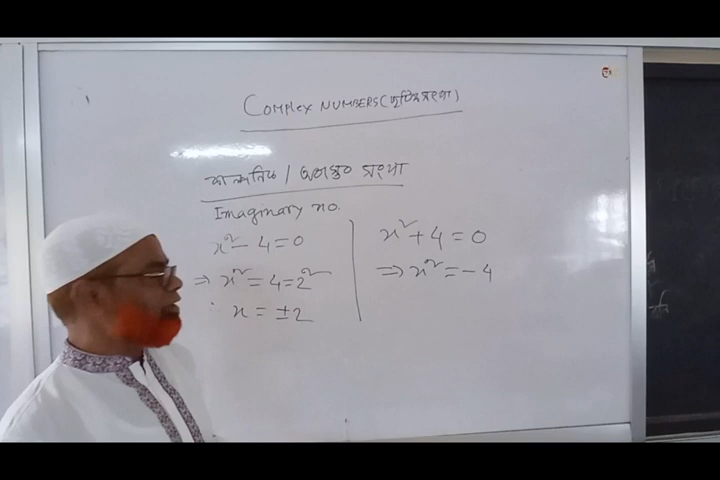 COMPLEX NUMBERS (জটিল সংখ্যা)
কাল্পনিক / অবাস্তব সংখ্যা
Imaginary no.
x² - 4 = 0
⇒ x² = 4 = 2²
∴ x = ±2
x² + 4 = 0
⇒ x² = -4